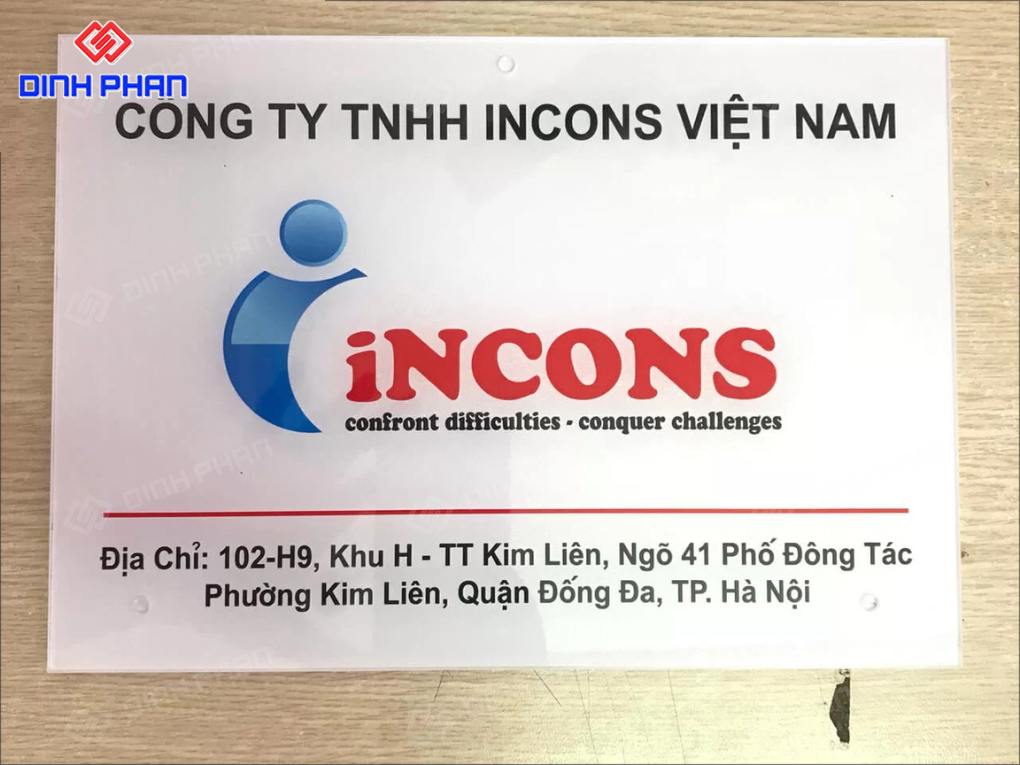 DINH PHAN
CÔNG TY TNHH INCONS VIỆT NAM
iNCONS
confront difficulties - conquer challenges
Địa Chỉ: 102-H9, Khu H - TT Kim Liên, Ngõ 41 Phố Đông Tác
Phường Kim Liên, Quận Đống Đa, TP. Hà Nội